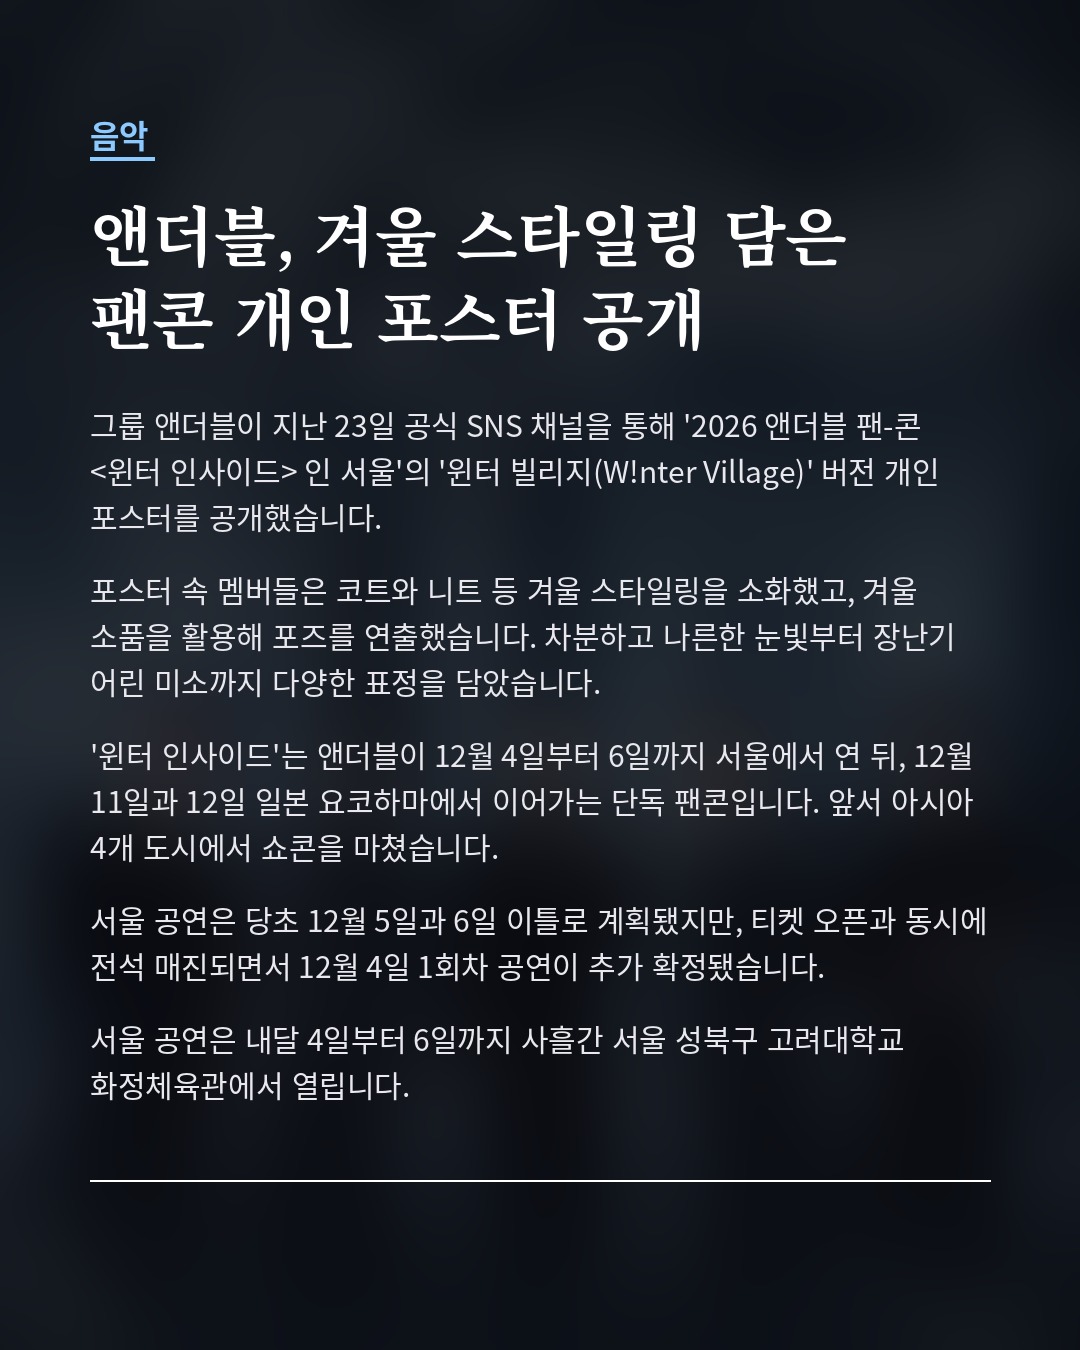 음악
앤더블, 겨울 스타일링 담은
팬콘 개인 포스터 공개
그룹 앤더블이 지난 23일 공식 SNS 채널을 통해 '2026 앤더블 팬-콘
<윈터 인사이드> 인 서울'의 '윈터 빌리지(W!nter Village)' 버전 개인
포스터를 공개했습니다.
포스터 속 멤버들은 코트와 니트 등 겨울 스타일링을 소화했고, 겨울
소품을 활용해 포즈를 연출했습니다. 차분하고 나른한 눈빛부터 장난기
어린 미소까지 다양한 표정을 담았습니다.
'윈터 인사이드'는 앤더블이 12월 4일부터 6일까지 서울에서 연 뒤, 12월
11일과 12일 일본 요코하마에서 이어가는 단독 팬콘입니다. 앞서 아시아
4개 도시에서 쇼콘을 마쳤습니다.
서울 공연은 당초 12월 5일과 6일 이틀로 계획됐지만, 티켓 오픈과 동시에
전석 매진되면서 12월 4일 1회차 공연이 추가 확정됐습니다.
서울 공연은 내달 4일부터 6일까지 사흘간 서울 성북구 고려대학교
화정체육관에서 열립니다.